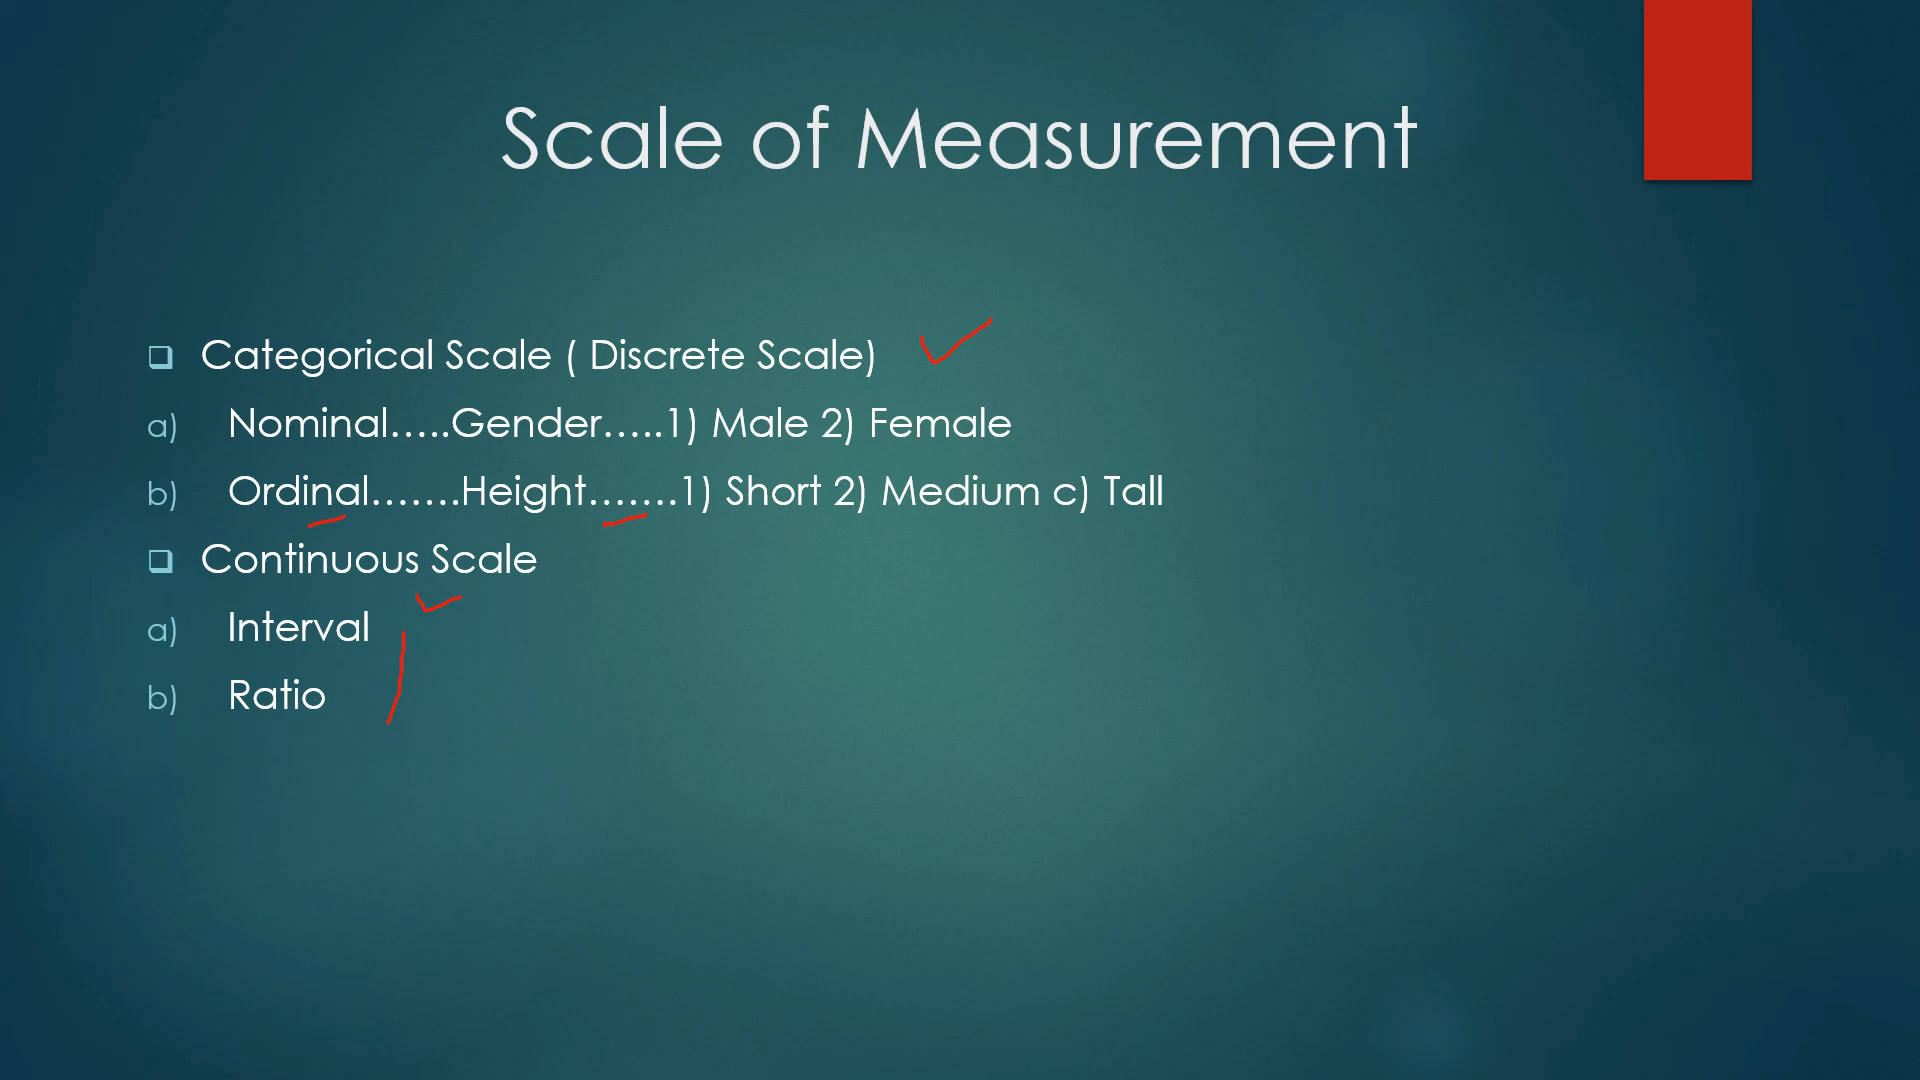 Scale of Measurement
Categorical Scale ( Discrete Scale)
a) Nominal.....Gender.....1) Male 2) Female
b) Ordinal.......Height.......1) Short 2) Medium c) Tall
Continuous Scale
a) Interval
b) Ratio